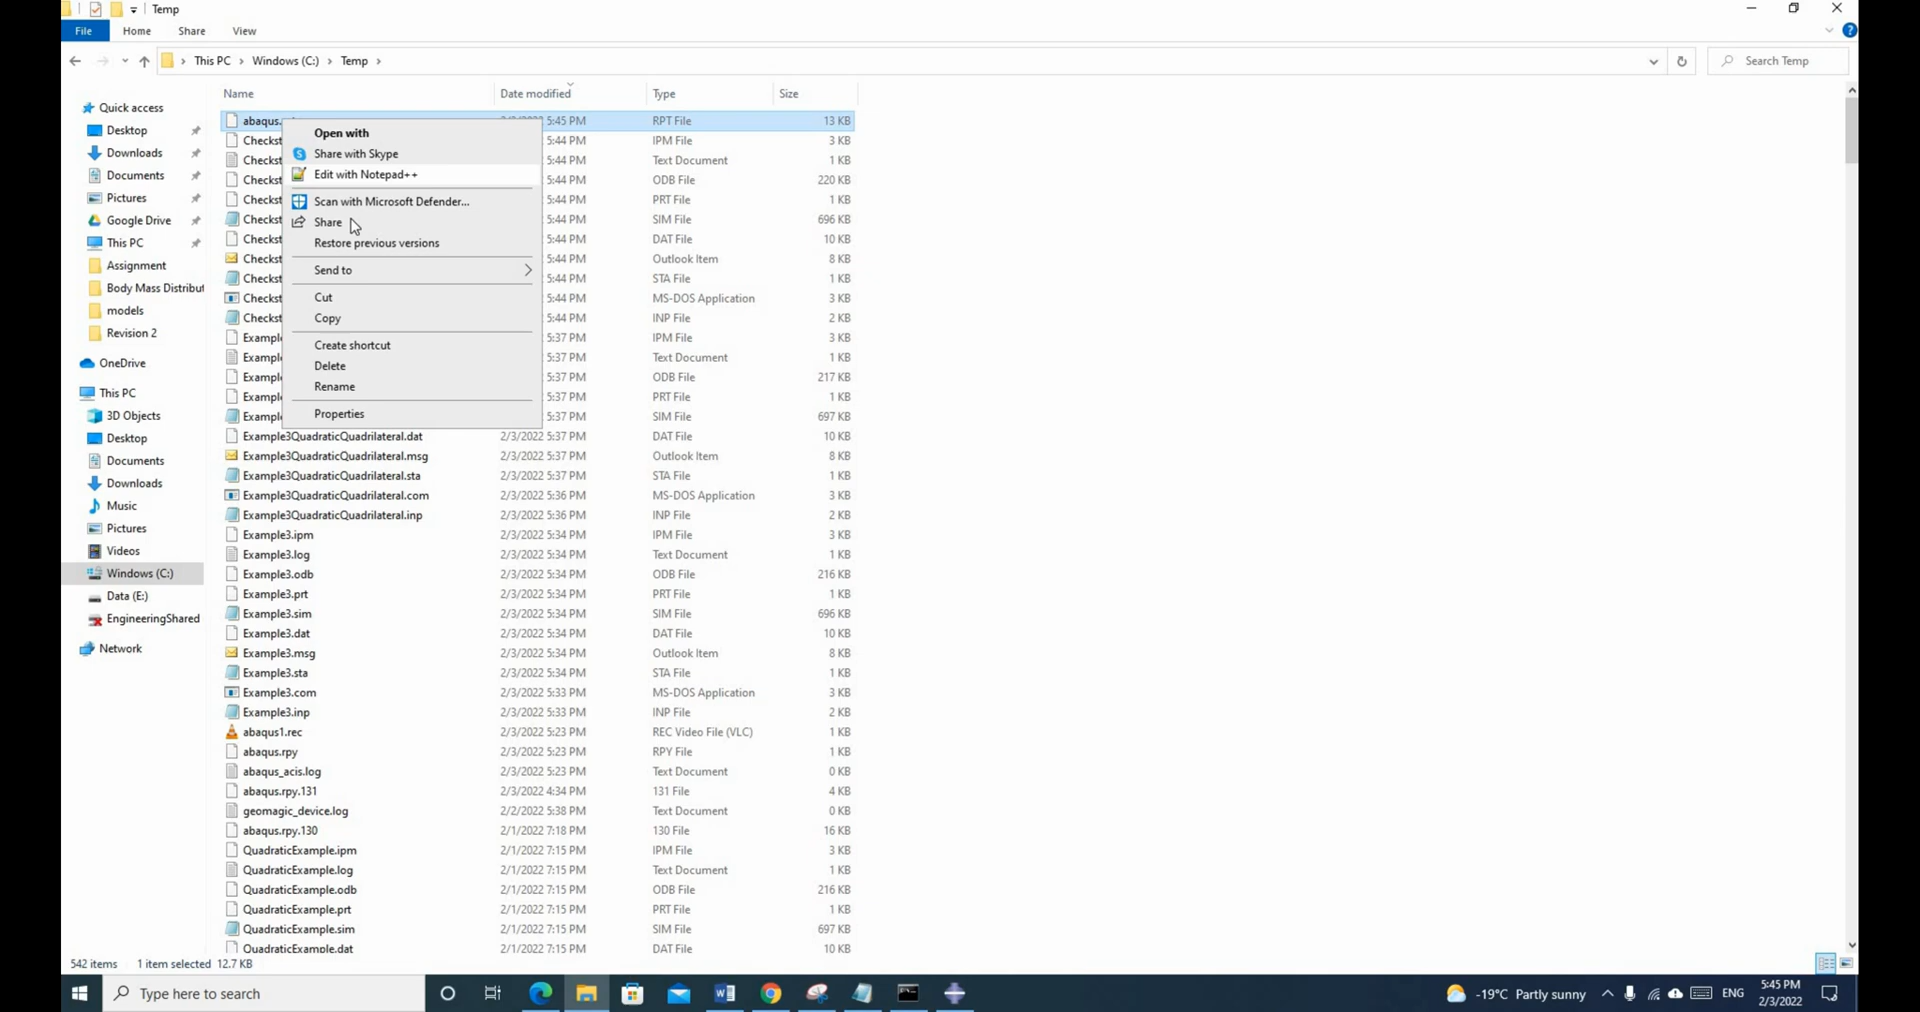 Temp
File Home Share View
This PC > Windows (C:) > Temp > Search Temp
Name Date modified Type Size
Quick access
Desktop
Downloads
Documents
Pictures
Google Drive
This PC
Assignment
Body Mass Distribut
models
Revision 2
OneDrive
This PC
3D Objects
Desktop
Documents
Downloads
Music
Pictures
Videos
Windows (C:)
Data (E:)
EngineeringShared
Network
abaqus. 5:45 PM RPT File 13 KB
Checkst 5:44 PM IPM File 3 KB
Checkst 5:44 PM Text Document 1 KB
Checkst 5:44 PM ODB File 220 KB
Checkst 5:44 PM PRT File 1 KB
Checkst 5:44 PM SIM File 696 KB
Checkst 5:44 PM DAT File 10 KB
Checkst 5:44 PM Outlook Item 8 KB
Checkst 5:44 PM STA File 1 KB
Checkst 5:44 PM MS-DOS Application 3 KB
Checkst 5:44 PM INP File 2 KB
Example 5:37 PM IPM File 3 KB
Example 5:37 PM Text Document 1 KB
Example 5:37 PM ODB File 217 KB
Example 5:37 PM PRT File 1 KB
Example 5:37 PM SIM File 697 KB
Example3QuadraticQuadrilateral.dat 2/3/2022 5:37 PM DAT File 10 KB
Example3QuadraticQuadrilateral.msg 2/3/2022 5:37 PM Outlook Item 8 KB
Example3QuadraticQuadrilateral.sta 2/3/2022 5:37 PM STA File 1 KB
Example3QuadraticQuadrilateral.com 2/3/2022 5:36 PM MS-DOS Application 3 KB
Example3QuadraticQuadrilateral.inp 2/3/2022 5:36 PM INP File 2 KB
Example3.ipm 2/3/2022 5:34 PM IPM File 3 KB
Example3.log 2/3/2022 5:34 PM Text Document 1 KB
Example3.odb 2/3/2022 5:34 PM ODB File 216 KB
Example3.prt 2/3/2022 5:34 PM PRT File 1 KB
Example3.sim 2/3/2022 5:34 PM SIM File 696 KB
Example3.dat 2/3/2022 5:34 PM DAT File 10 KB
Example3.msg 2/3/2022 5:34 PM Outlook Item 8 KB
Example3.sta 2/3/2022 5:34 PM STA File 1 KB
Example3.com 2/3/2022 5:33 PM MS-DOS Application 3 KB
Example3.inp 2/3/2022 5:33 PM INP File 2 KB
abaqus1.rec 2/3/2022 5:23 PM REC Video File (VLC) 1 KB
abaqus.rpy 2/3/2022 5:23 PM RPY File 1 KB
abaqus_acis.log 2/3/2022 5:23 PM Text Document 0 KB
abaqus.rpy.131 2/3/2022 4:34 PM 131 File 4 KB
geomagic_device.log 2/2/2022 5:38 PM Text Document 0 KB
abaqus.rpy.130 2/1/2022 7:18 PM 130 File 16 KB
QuadraticExample.ipm 2/1/2022 7:15 PM IPM File 3 KB
QuadraticExample.log 2/1/2022 7:15 PM Text Document 1 KB
QuadraticExample.odb 2/1/2022 7:15 PM ODB File 216 KB
QuadraticExample.prt 2/1/2022 7:15 PM PRT File 1 KB
QuadraticExample.sim 2/1/2022 7:15 PM SIM File 697 KB
QuadraticExample.dat 2/1/2022 7:15 PM DAT File 10 KB
Open with
Share with Skype
Edit with Notepad++
Scan with Microsoft Defender...
Share
Restore previous versions
Send to
Cut
Copy
Create shortcut
Delete
Rename
Properties
542 items 1 item selected 12.7 KB
Type here to search
-19°C Partly sunny
ENG
5:45 PM
2/3/2022